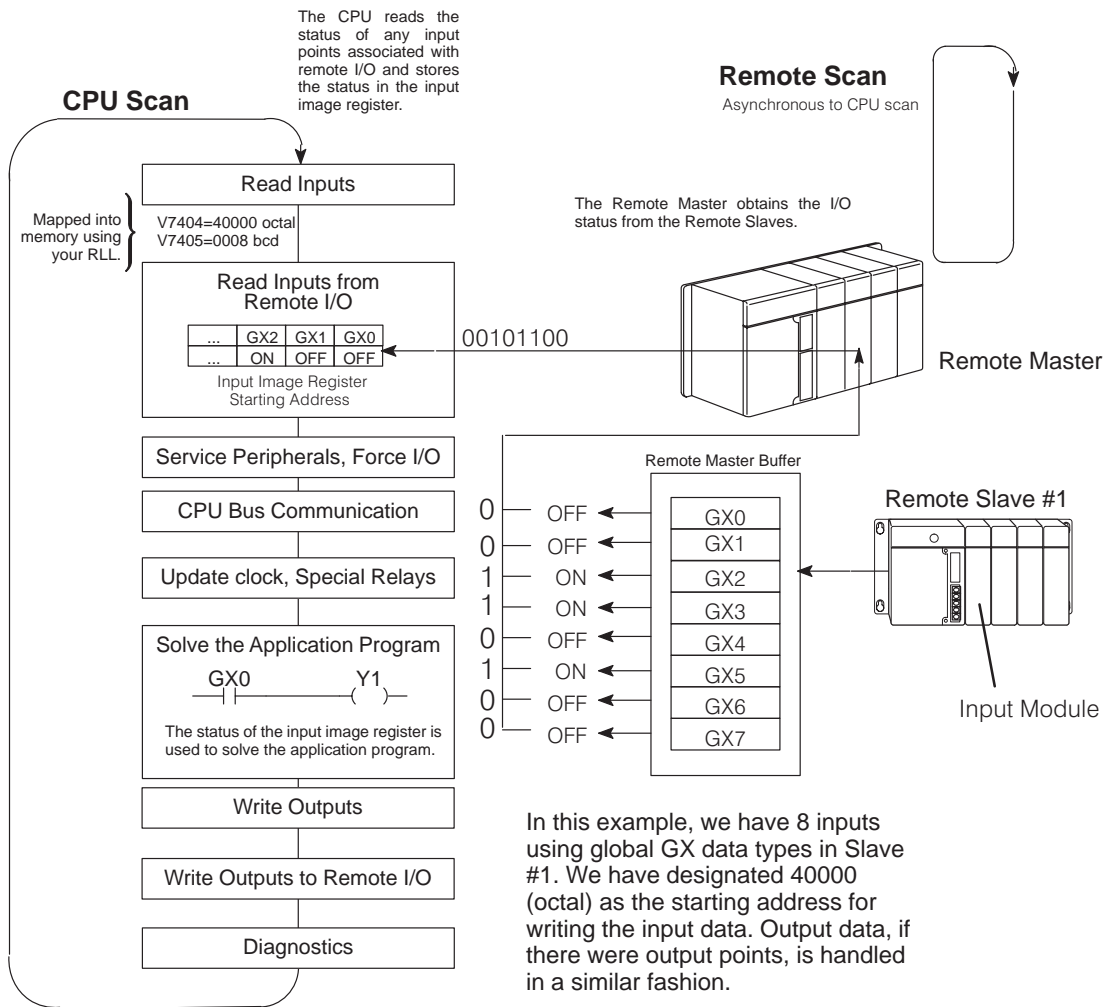 The CPU reads the
status of any input
points associated with
remote I/O and stores
the status in the input
image register.
CPU Scan
Remote Scan
Asynchronous to CPU scan
Read Inputs
Mapped into
memory using
your RLL.
V7404=40000 octal
V7405=0008 bcd
The Remote Master obtains the I/O
status from the Remote Slaves.
Read Inputs from
Remote I/O
... GX2 GX1 GX0
... ON OFF OFF
Input Image Register
Starting Address
00101100
Remote Master
Service Peripherals, Force I/O
CPU Bus Communication
Update clock, Special Relays
Solve the Application Program
GX0 Y1
The status of the input image register is
used to solve the application program.
Write Outputs
Write Outputs to Remote I/O
Diagnostics
Remote Master Buffer
0 OFF GX0
0 OFF GX1
1 ON GX2
1 ON GX3
0 OFF GX4
1 ON GX5
0 OFF GX6
0 OFF GX7
Remote Slave #1
Input Module
In this example, we have 8 inputs
using global GX data types in Slave
#1. We have designated 40000
(octal) as the starting address for
writing the input data. Output data, if
there were output points, is handled
in a similar fashion.